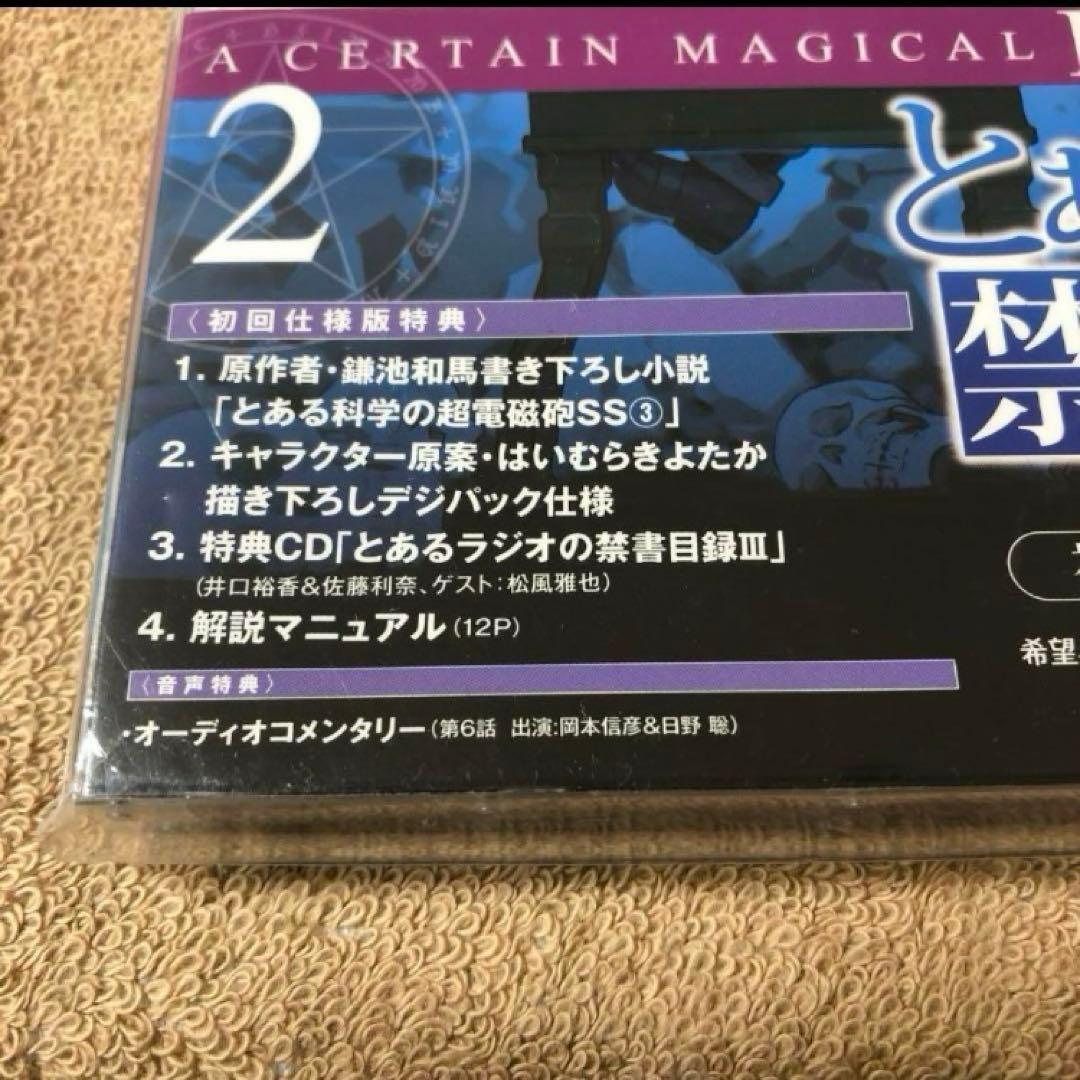 A CERTAIN MAGICAL
2
とあ
禁
〈初回仕様版特典〉
1. 原作者・鎌池和馬書き下ろし小説
「とある科学の超電磁砲SS③」
2. キャラクター原案・はいむらきよたか
描き下ろしデジパック仕様
3. 特典CD「とあるラジオの禁書目録Ⅲ」
(井口裕香&佐藤利奈、ゲスト:松風雅也)
4. 解説マニュアル(12P)
希望
〈音声特典〉
・オーディオコメンタリー(第6話 出演:岡本信彦&日野 聡)